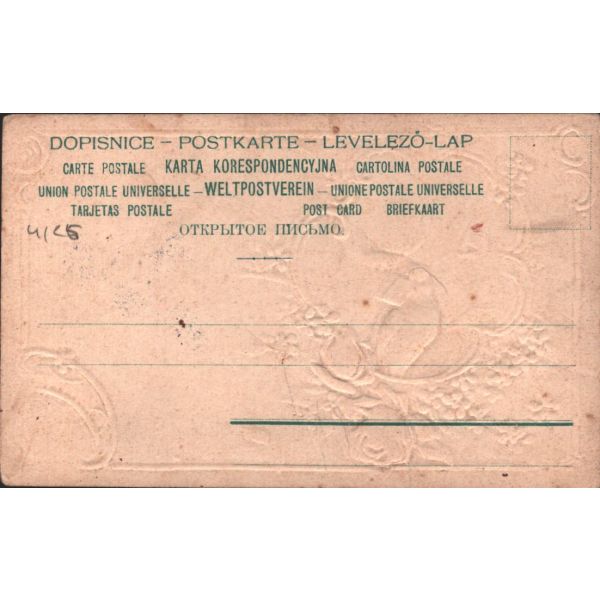 DOPISNICE – POSTKARTE – LEVELEZŐ-LAP
CARTE POSTALE KARTA KORESPONDENCYJNA CARTOLINA POSTALE
UNION POSTALE UNIVERSELLE – WELTPOSTVEREIN – UNIONE POSTALE UNIVERSELLE
TARJETAS POSTALE POST CARD BRIEFKAART
ОТКРЫТОЕ ПИСЬМО.